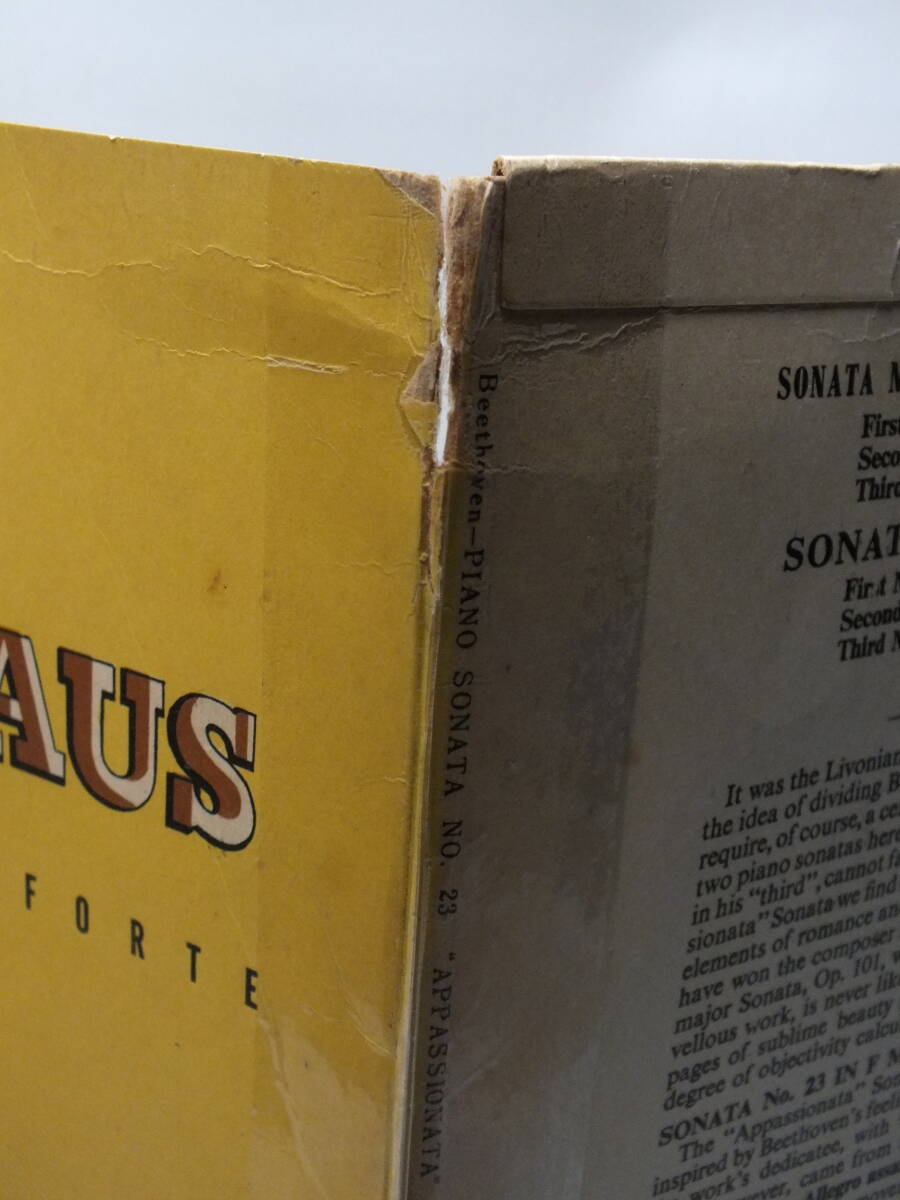 AUS
FORTE
Beethoven—PIANO SONATA NO. 23 "APPASSIONATA"
SONATA N
First
Seco
Third
SONAT
First M
Second
Third M
It was the Livonian
the idea of dividing B
require, of course, a ce
two piano sonatas here
in his "third", cannot fa
sionata" Sonata we find
elements of romance and
have won the composer
major Sonata, Op. 101, w
vellous work, is never lik
pages of sublime beauty
degree of objectivity calcu
SONATA No. 23 IN F M
The "Appassionata" Son
inspired by Beethoven's feeli
work's dedicatee, with
came from
Allegro assa